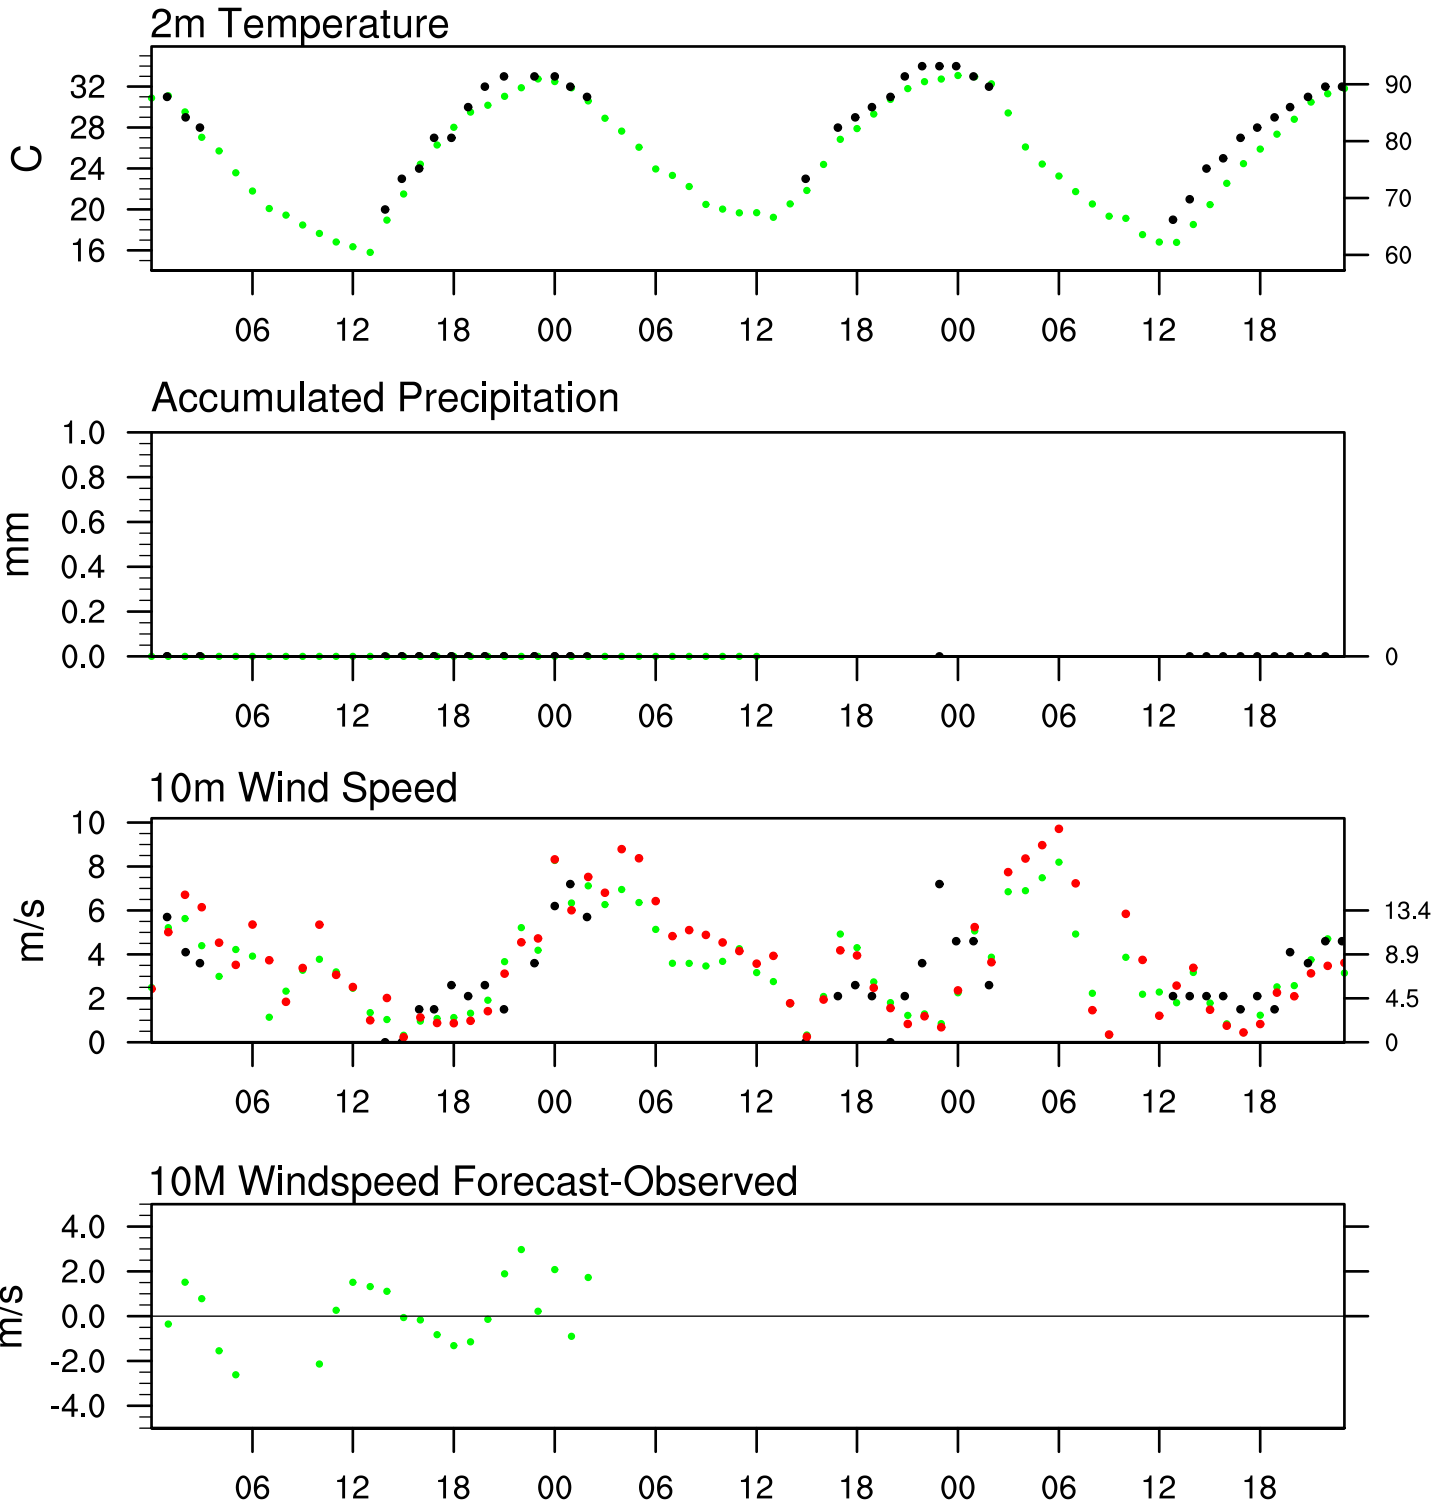 2m Temperature
C
32
28
24
20
16
90
80
70
60
06 12 18 00 06 12 18 00 06 12 18
Accumulated Precipitation
mm
1.0
0.8
0.6
0.4
0.2
0.0
0
06 12 18 00 06 12 18 00 06 12 18
10m Wind Speed
m/s
10
8
6
4
2
0
13.4
8.9
4.5
0
06 12 18 00 06 12 18 00 06 12 18
10M Windspeed Forecast-Observed
m/s
4.0
2.0
0.0
-2.0
-4.0
06 12 18 00 06 12 18 00 06 12 18